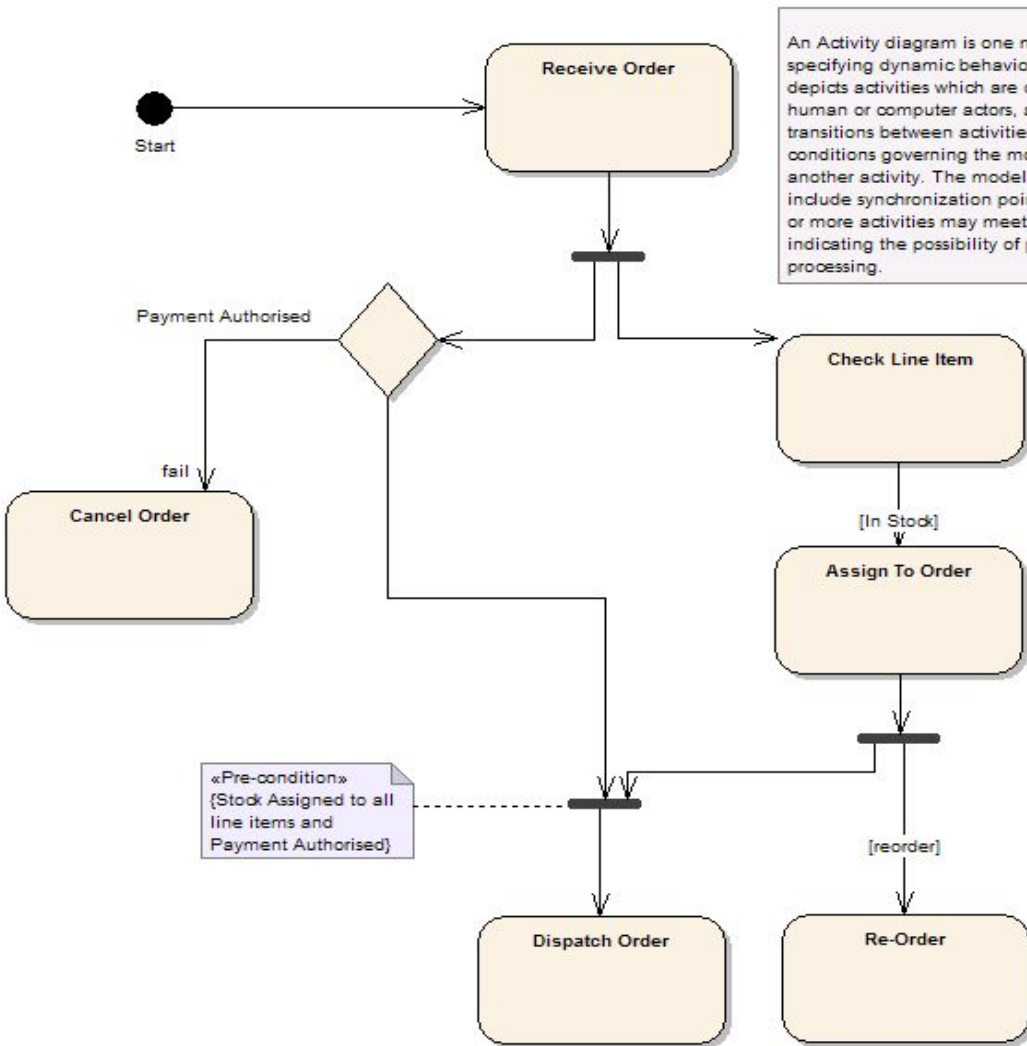 Receive Order
An Activity diagram is one
specifying dynamic
depicts activities which are
human or computer actors,
transitions between
conditions governing the
another activity. The model
include synchronization
or more activities may meet
indicating the possibility of
processing.
Start
Payment Authorised
Check Line Item
fail
Cancel Order
[In Stock]
Assign To Order
«Pre-condition»
{Stock Assigned to all
line items and
Payment Authorised}
[reorder]
Dispatch Order
Re-Order